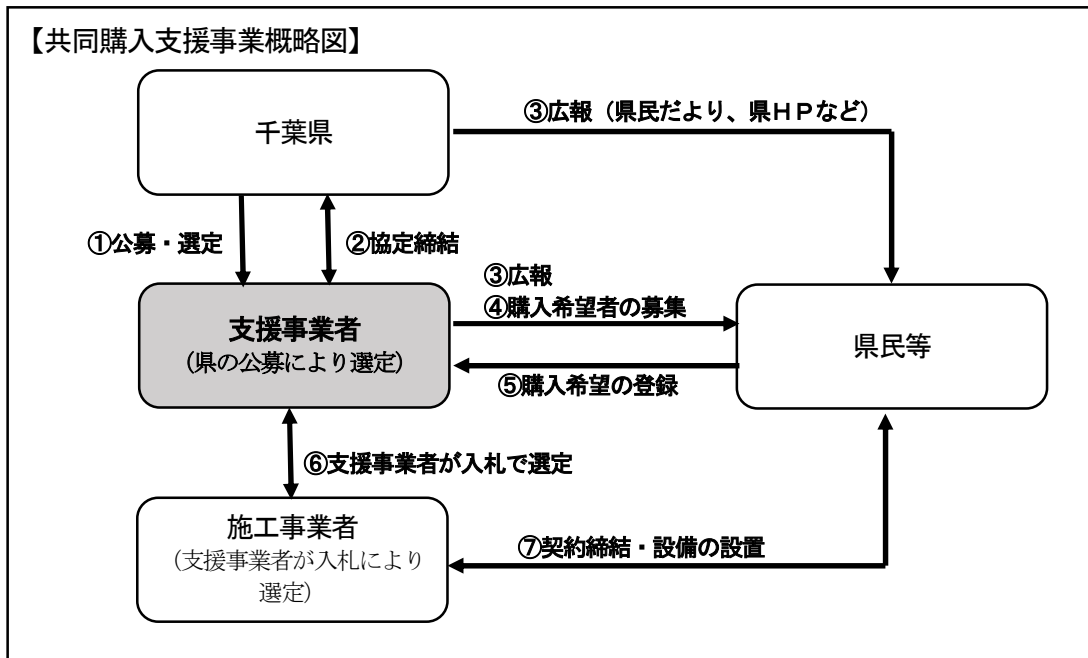 【共同購入支援事業概略図】
千葉県
③広報（県民だより、県ＨＰなど）
①公募・選定
②協定締結
③広報
④購入希望者の募集
支援事業者
(県の公募により選定)
県民等
⑤購入希望の登録
⑥支援事業者が入札で選定
施工事業者
(支援事業者が入札により
選定)
⑦契約締結・設備の設置